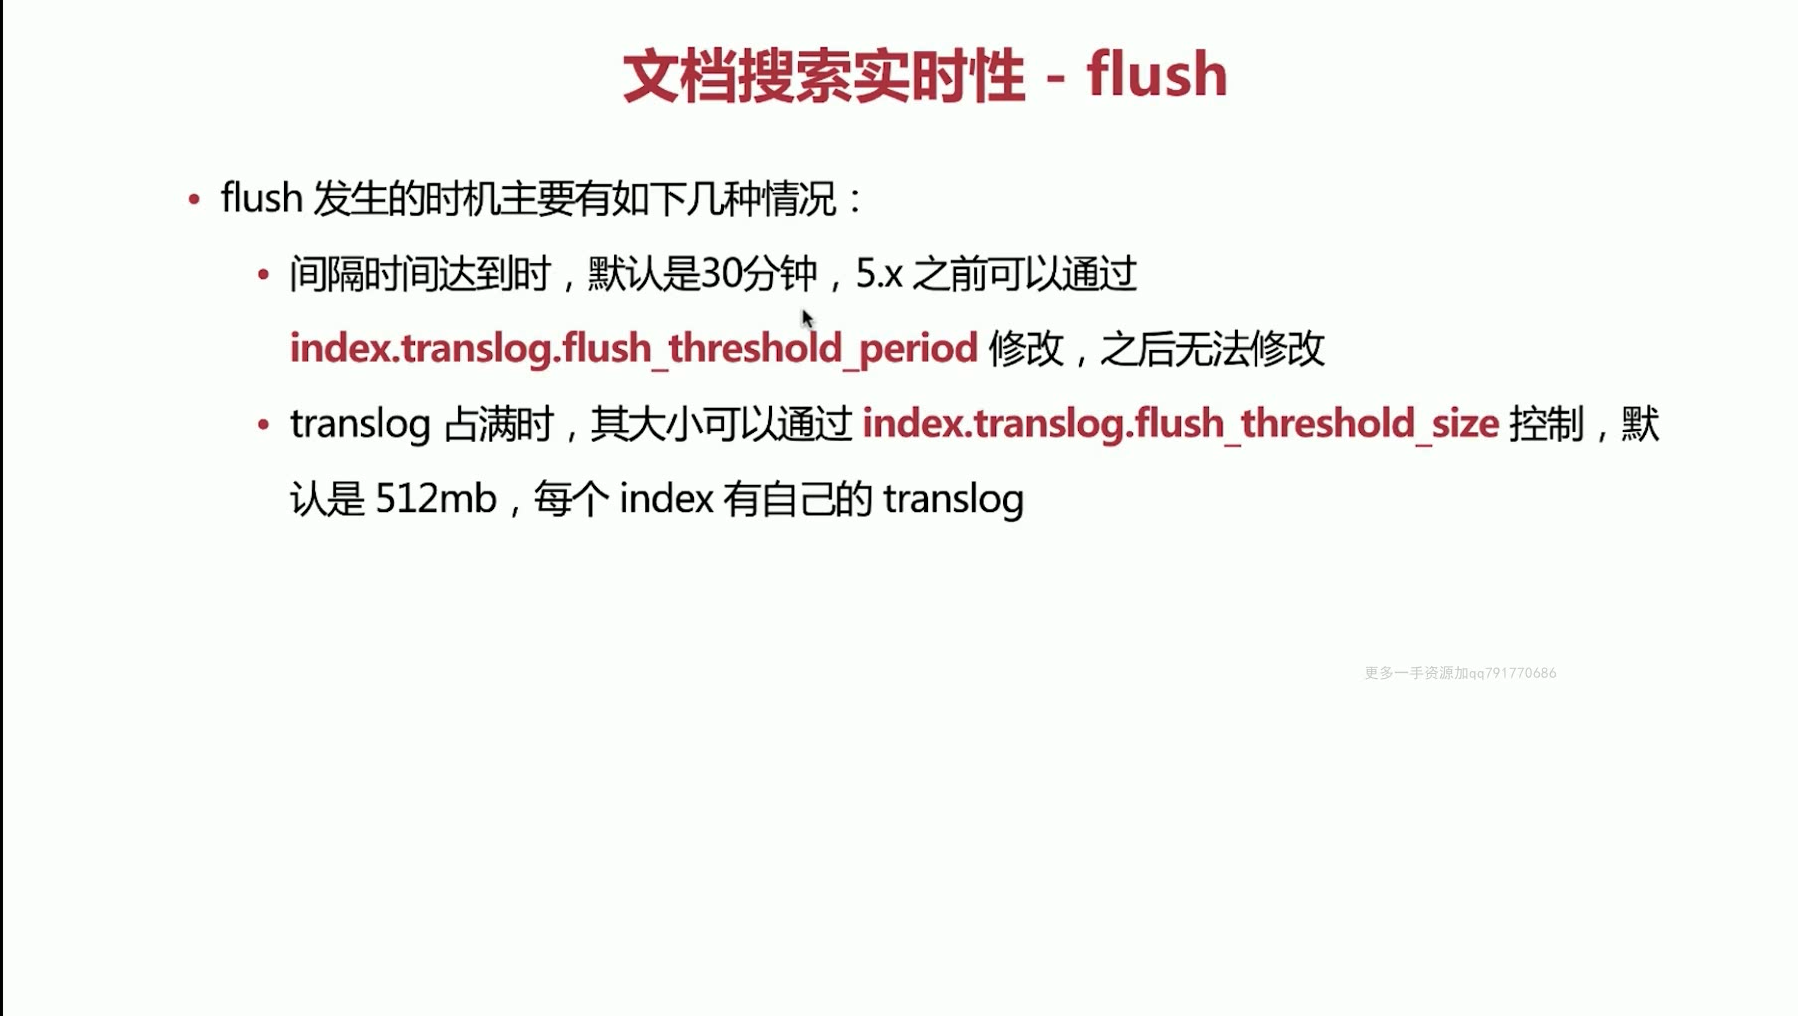 文档搜索实时性 - flush
• flush 发生的时机主要有如下几种情况：
• 间隔时间达到时，默认是30分钟，5.x 之前可以通过
index.translog.flush_threshold_period 修改，之后无法修改
• translog 占满时，其大小可以通过 index.translog.flush_threshold_size 控制，默
认是 512mb，每个 index 有自己的 translog
更多一手资源加qq791770686